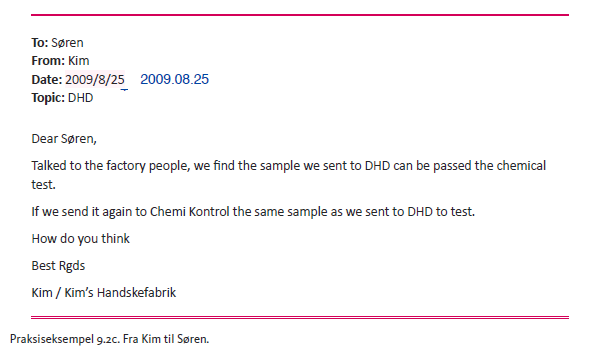 To: Søren
From: Kim
Date: 2009/8/25 2009.08.25
Topic: DHD
Dear Søren,
Talked to the factory people, we find the sample we sent to DHD can be passed the chemical
test.
If we send it again to Chemi Kontrol the same sample as we sent to DHD to test.
How do you think
Best Rgds
Kim / Kim’s Handskefabrik
Praksiseksempel 9.2c. Fra Kim til Søren.